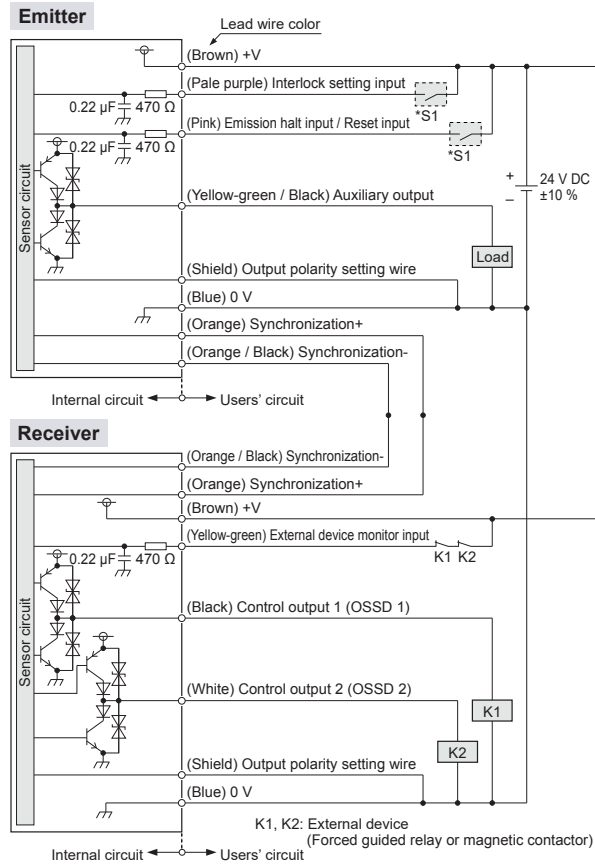 Emitter
Lead wire color
(Brown) +V
(Pale purple) Interlock setting input
0.22 µF 470 Ω
*S1
(Pink) Emission halt input / Reset input
0.22 µF 470 Ω
*S1
+
–
24 V DC
±10 %
(Yellow-green / Black) Auxiliary output
Sensor circuit
Load
(Shield) Output polarity setting wire
(Blue) 0 V
(Orange) Synchronization+
(Orange / Black) Synchronization-
Internal circuit Users' circuit
Receiver
(Orange / Black) Synchronization-
(Orange) Synchronization+
(Brown) +V
(Yellow-green) External device monitor input
0.22 µF 470 Ω
K1 K2
(Black) Control output 1 (OSSD 1)
Sensor circuit
(White) Control output 2 (OSSD 2)
K1
K2
(Shield) Output polarity setting wire
(Blue) 0 V
K1, K2: External device
(Forced guided relay or magnetic contactor)
Internal circuit Users' circuit